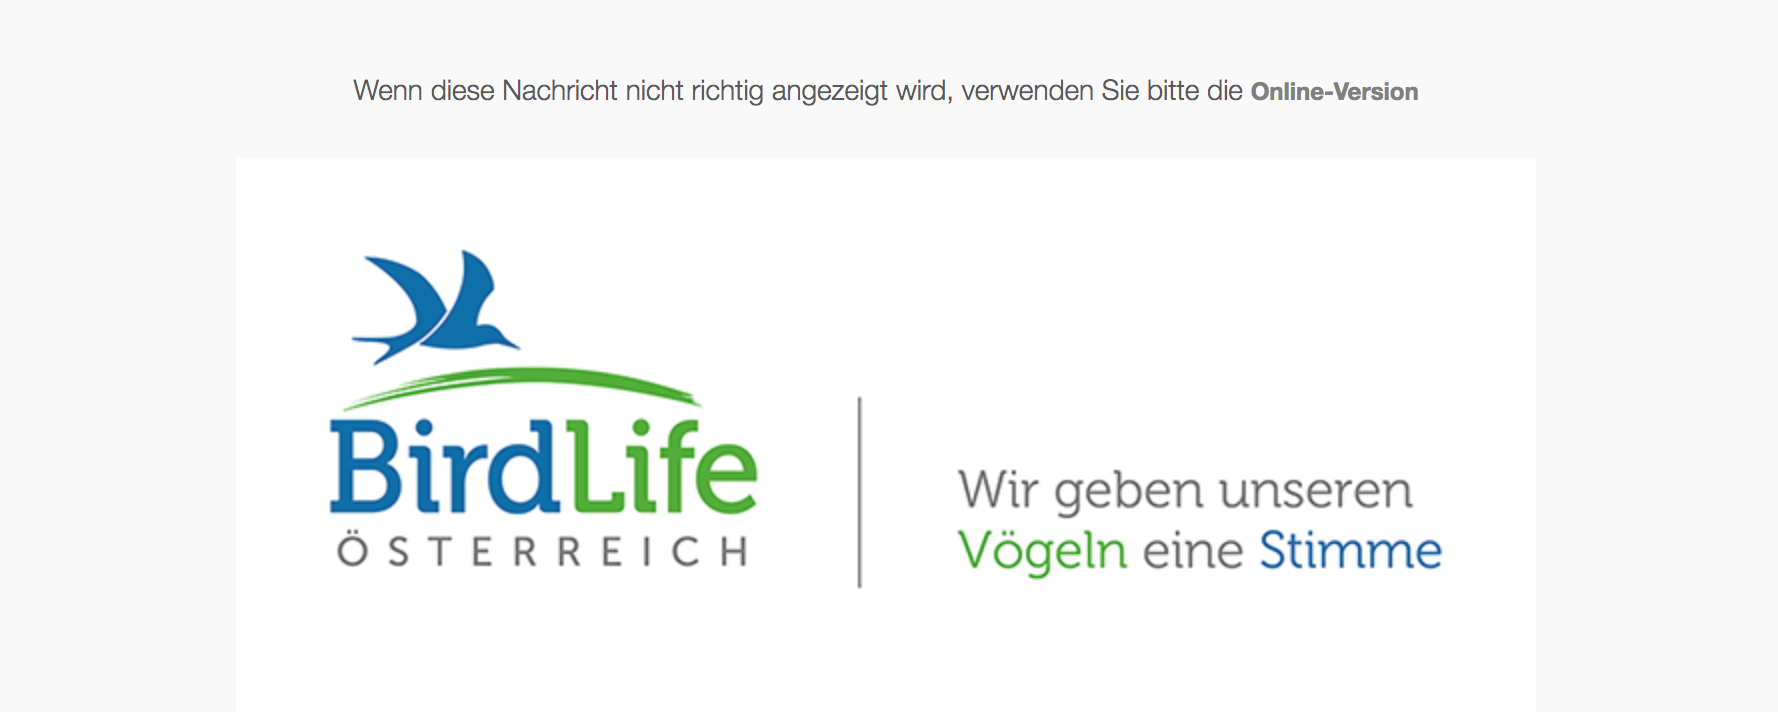 Wenn diese Nachricht nicht richtig angezeigt wird, verwenden Sie bitte die Online-Version
BirdLife
ÖSTERREICH
Wir geben unseren
Vögeln eine Stimme